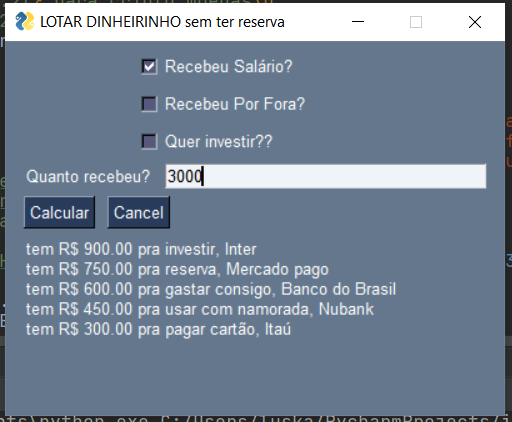 LOTAR DINHEIRINHO sem ter reserva
Recebeu Salário?
Recebeu Por Fora?
Quer investir??
Quanto recebeu? 3000
Calcular Cancel
tem R$ 900.00 pra investir, Inter
tem R$ 750.00 pra reserva, Mercado pago
tem R$ 600.00 pra gastar consigo, Banco do Brasil
tem R$ 450.00 pra usar com namorada, Nubank
tem R$ 300.00 pra pagar cartão, Itaú